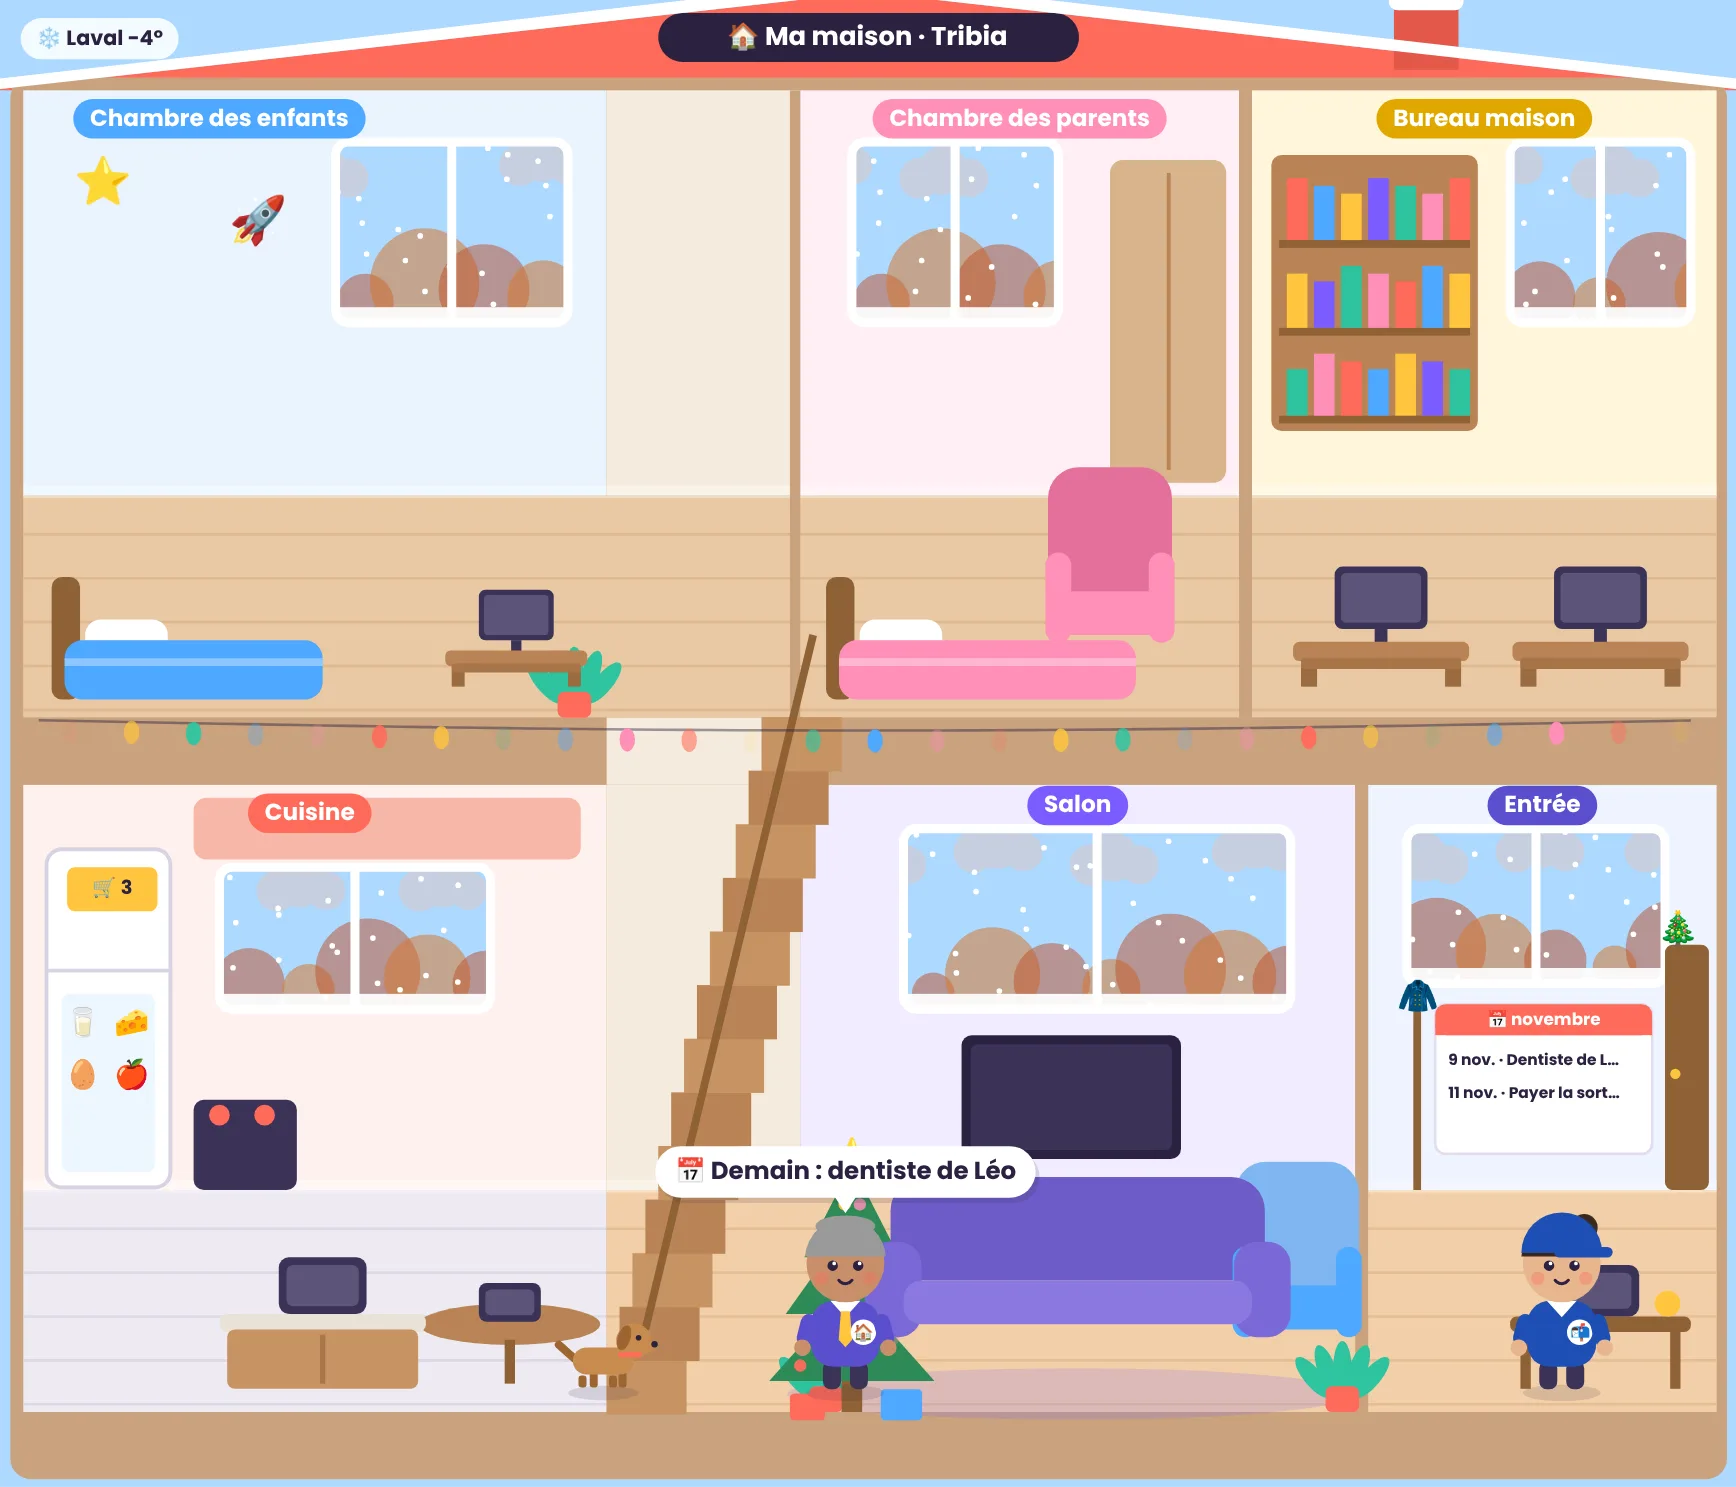 Laval -4°
Ma maison · Tribia
Chambre des enfants
Chambre des parents
Bureau maison
Cuisine
Salon
Entrée
3
novembre
9 nov. · Dentiste de L...
11 nov. · Payer la sort...
Demain : dentiste de Léo